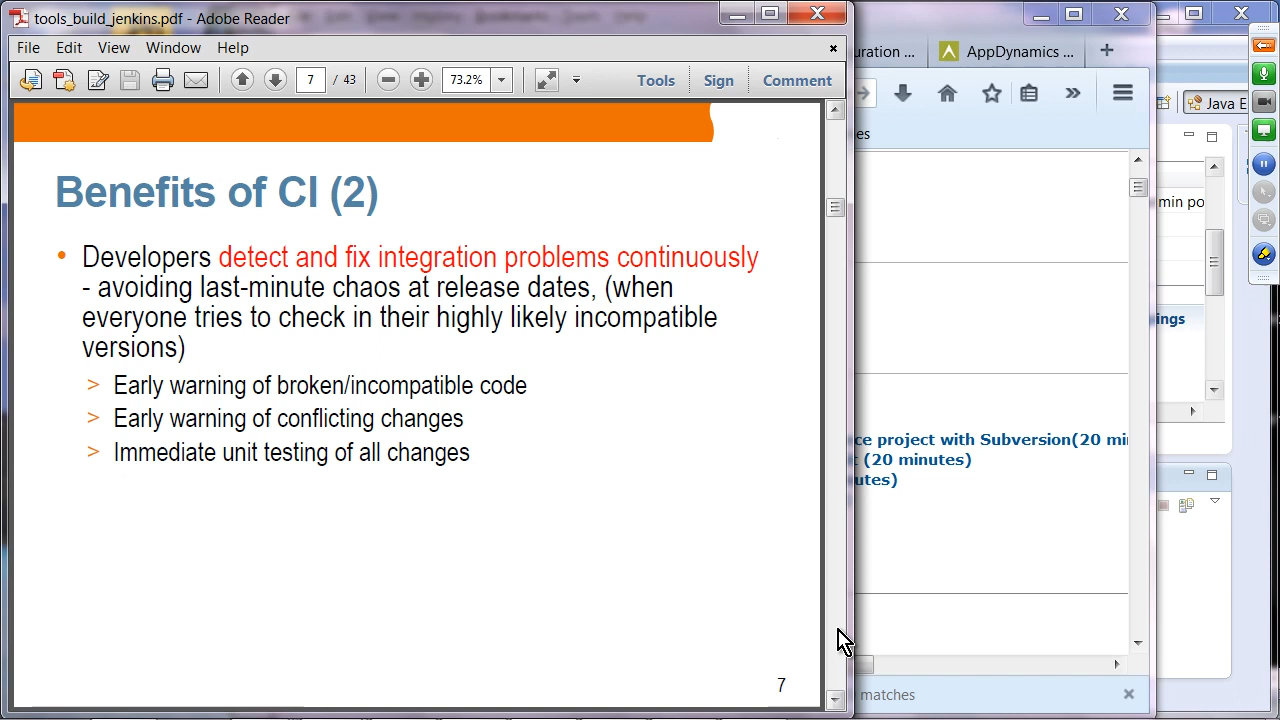 tools_build_jenkins.pdf - Adobe Reader
File Edit View Window Help
7 / 43 73.2% Tools Sign Comment
Benefits of CI (2)
• Developers detect and fix integration problems continuously
- avoiding last-minute chaos at release dates, (when
everyone tries to check in their highly likely incompatible
versions)
> Early warning of broken/incompatible code
> Early warning of conflicting changes
> Immediate unit testing of all changes
7
uration ... AppDynamics ...
es
ce project with Subversion(20 mi
t (20 minutes)
utes)
matches
Java E
min po
ings